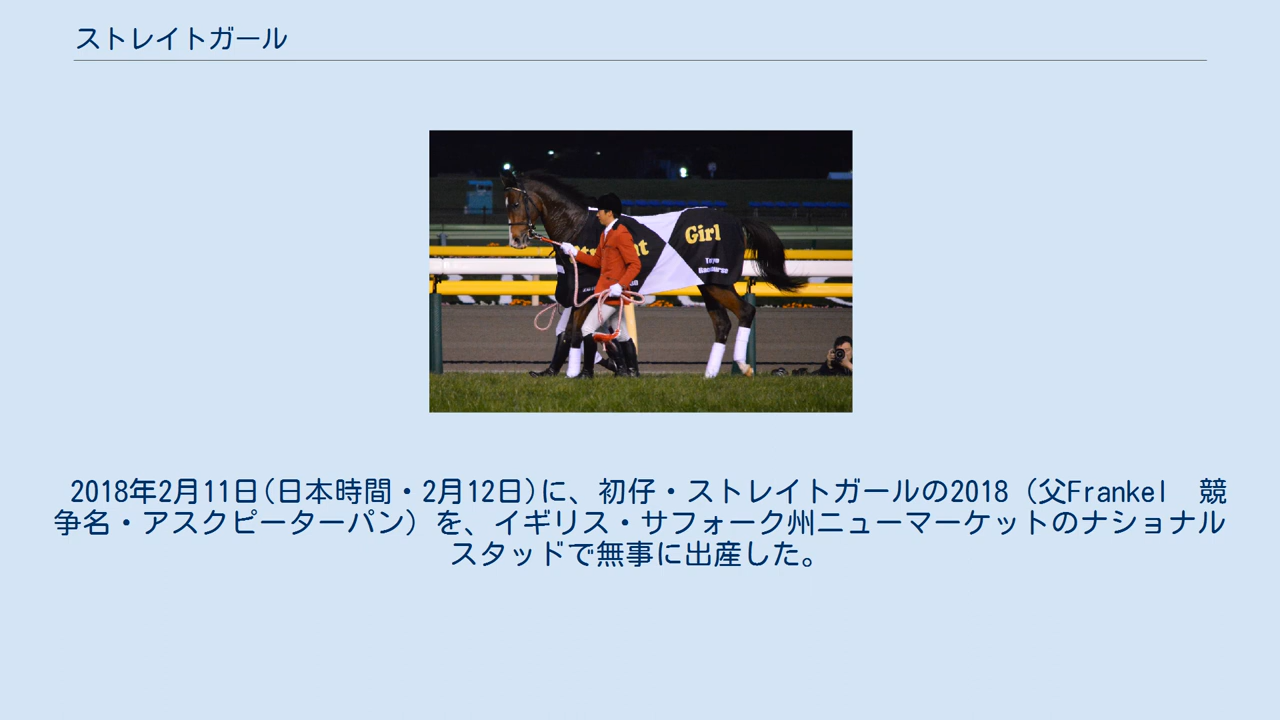 ストレイトガール
Girl
2018年2月11日(日本時間・2月12日)に、初仔・ストレイトガールの2018（父Frankel　競
争名・アスクピーターパン）を、イギリス・サフォーク州ニューマーケットのナショナル
スタッドで無事に出産した。